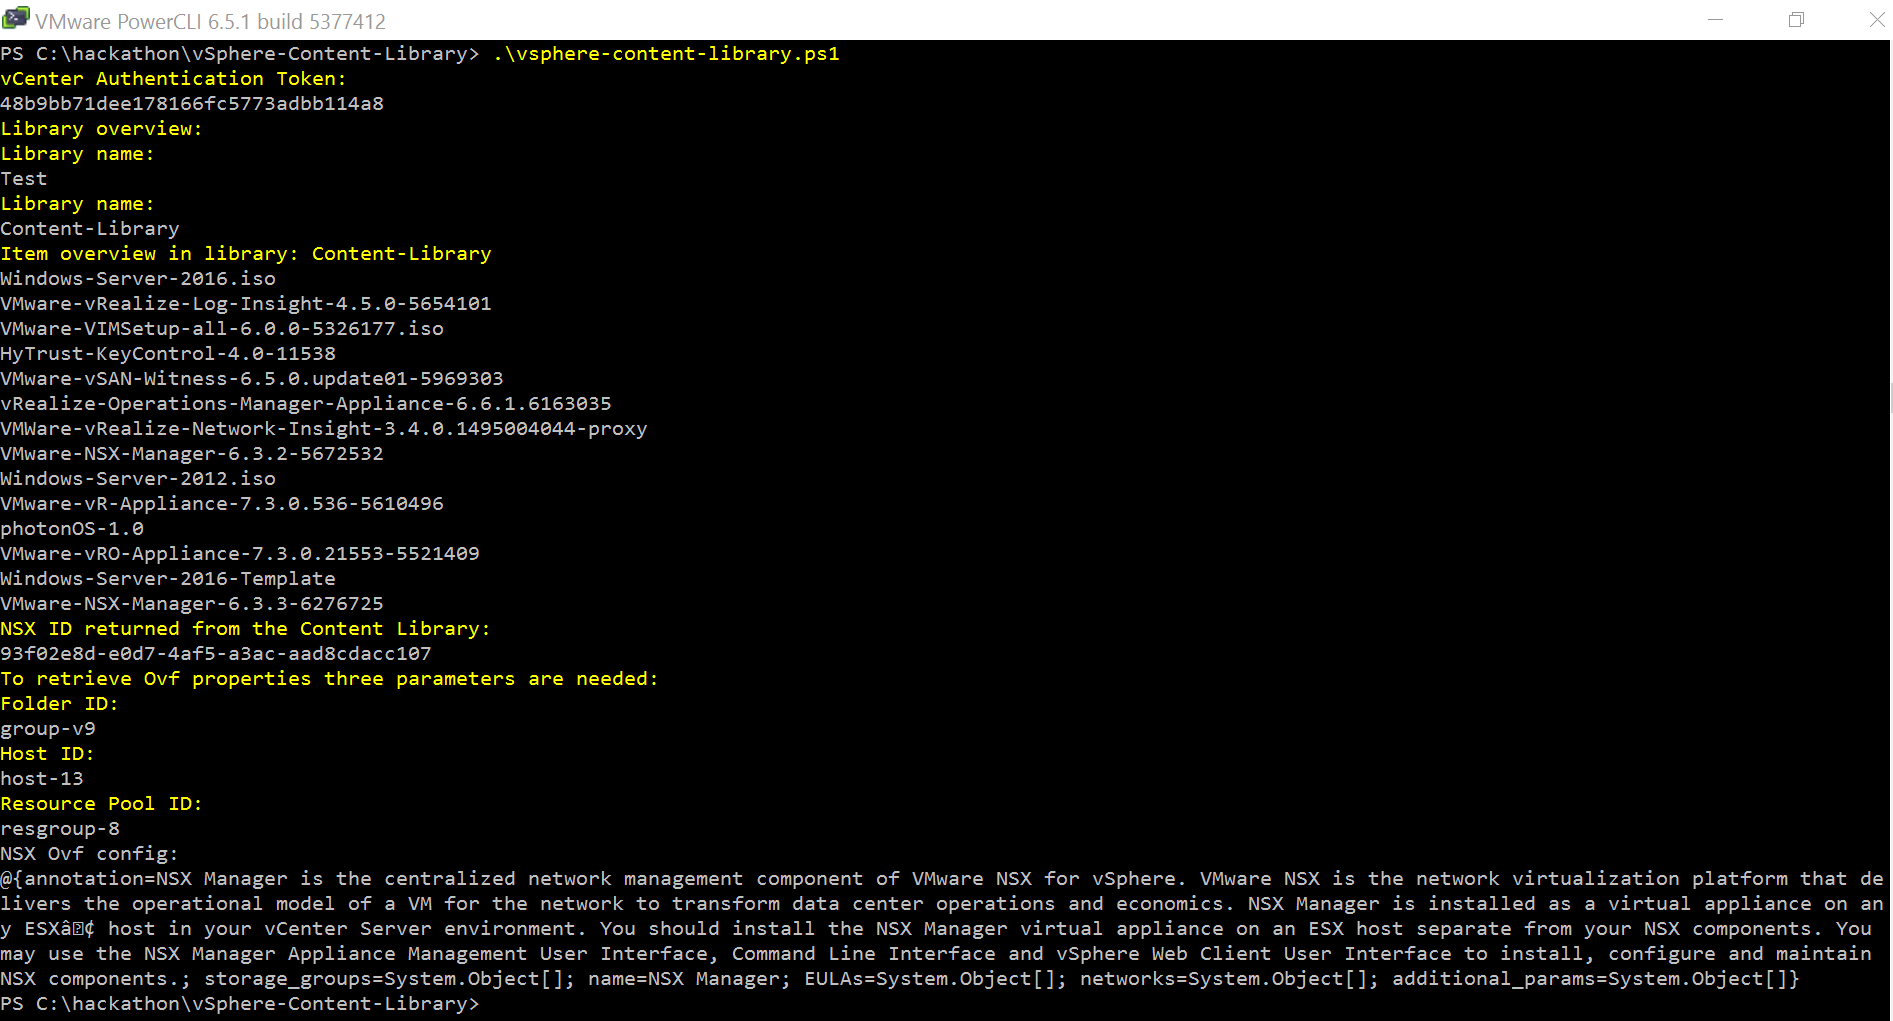 VMware PowerCLI 6.5.1 build 5377412
PS C:\hackathon\vSphere-Content-Library> .\vsphere-content-library.ps1
vCenter Authentication Token:
48b9bb71dee178166fc5773adbb114a8
Library overview:
Library name:
Test
Library name:
Content-Library
Item overview in library: Content-Library
Windows-Server-2016.iso
VMware-vRealize-Log-Insight-4.5.0-5654101
VMware-VIMSetup-all-6.0.0-5326177.iso
HyTrust-KeyControl-4.0-11538
VMware-vSAN-Witness-6.5.0.update01-5969303
vRealize-Operations-Manager-Appliance-6.6.1.6163035
VMWare-vRealize-Network-Insight-3.4.0.1495004044-proxy
VMware-NSX-Manager-6.3.2-5672532
Windows-Server-2012.iso
VMware-vR-Appliance-7.3.0.536-5610496
photonOS-1.0
VMware-vRO-Appliance-7.3.0.21553-5521409
Windows-Server-2016-Template
VMware-NSX-Manager-6.3.3-6276725
NSX ID returned from the Content Library:
93f02e8d-e0d7-4af5-a3ac-aad8cdacc107
To retrieve Ovf properties three parameters are needed:
Folder ID:
group-v9
Host ID:
host-13
Resource Pool ID:
resgroup-8
NSX Ovf config:
@{annotation=NSX Manager is the centralized network management component of VMware NSX for vSphere. VMware NSX is the network virtualization platform that de
livers the operational model of a VM for the network to transform data center operations and economics. NSX Manager is installed as a virtual appliance on an
y ESXâ⍰¢ host in your vCenter Server environment. You should install the NSX Manager virtual appliance on an ESX host separate from your NSX components. You
may use the NSX Manager Appliance Management User Interface, Command Line Interface and vSphere Web Client User Interface to install, configure and maintain
NSX components.; storage_groups=System.Object[]; name=NSX Manager; EULAs=System.Object[]; networks=System.Object[]; additional_params=System.Object[]}
PS C:\hackathon\vSphere-Content-Library>